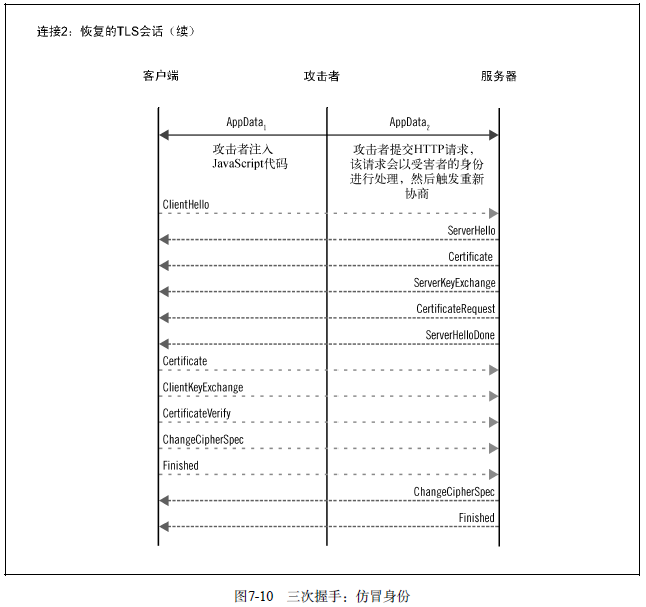 连接2：恢复的TLS会话（续）
客户端 攻击者 服务器
AppData1 AppData2
攻击者注入
JavaScript代码
攻击者提交HTTP请求，
该请求会以受害者的身份
进行处理，然后触发重新
协商
ClientHello
ServerHello
Certificate
ServerKeyExchange
CertificateRequest
ServerHelloDone
Certificate
ClientKeyExchange
CertificateVerify
ChangeCipherSpec
Finished
ChangeCipherSpec
Finished
图7-10 三次握手：仿冒身份